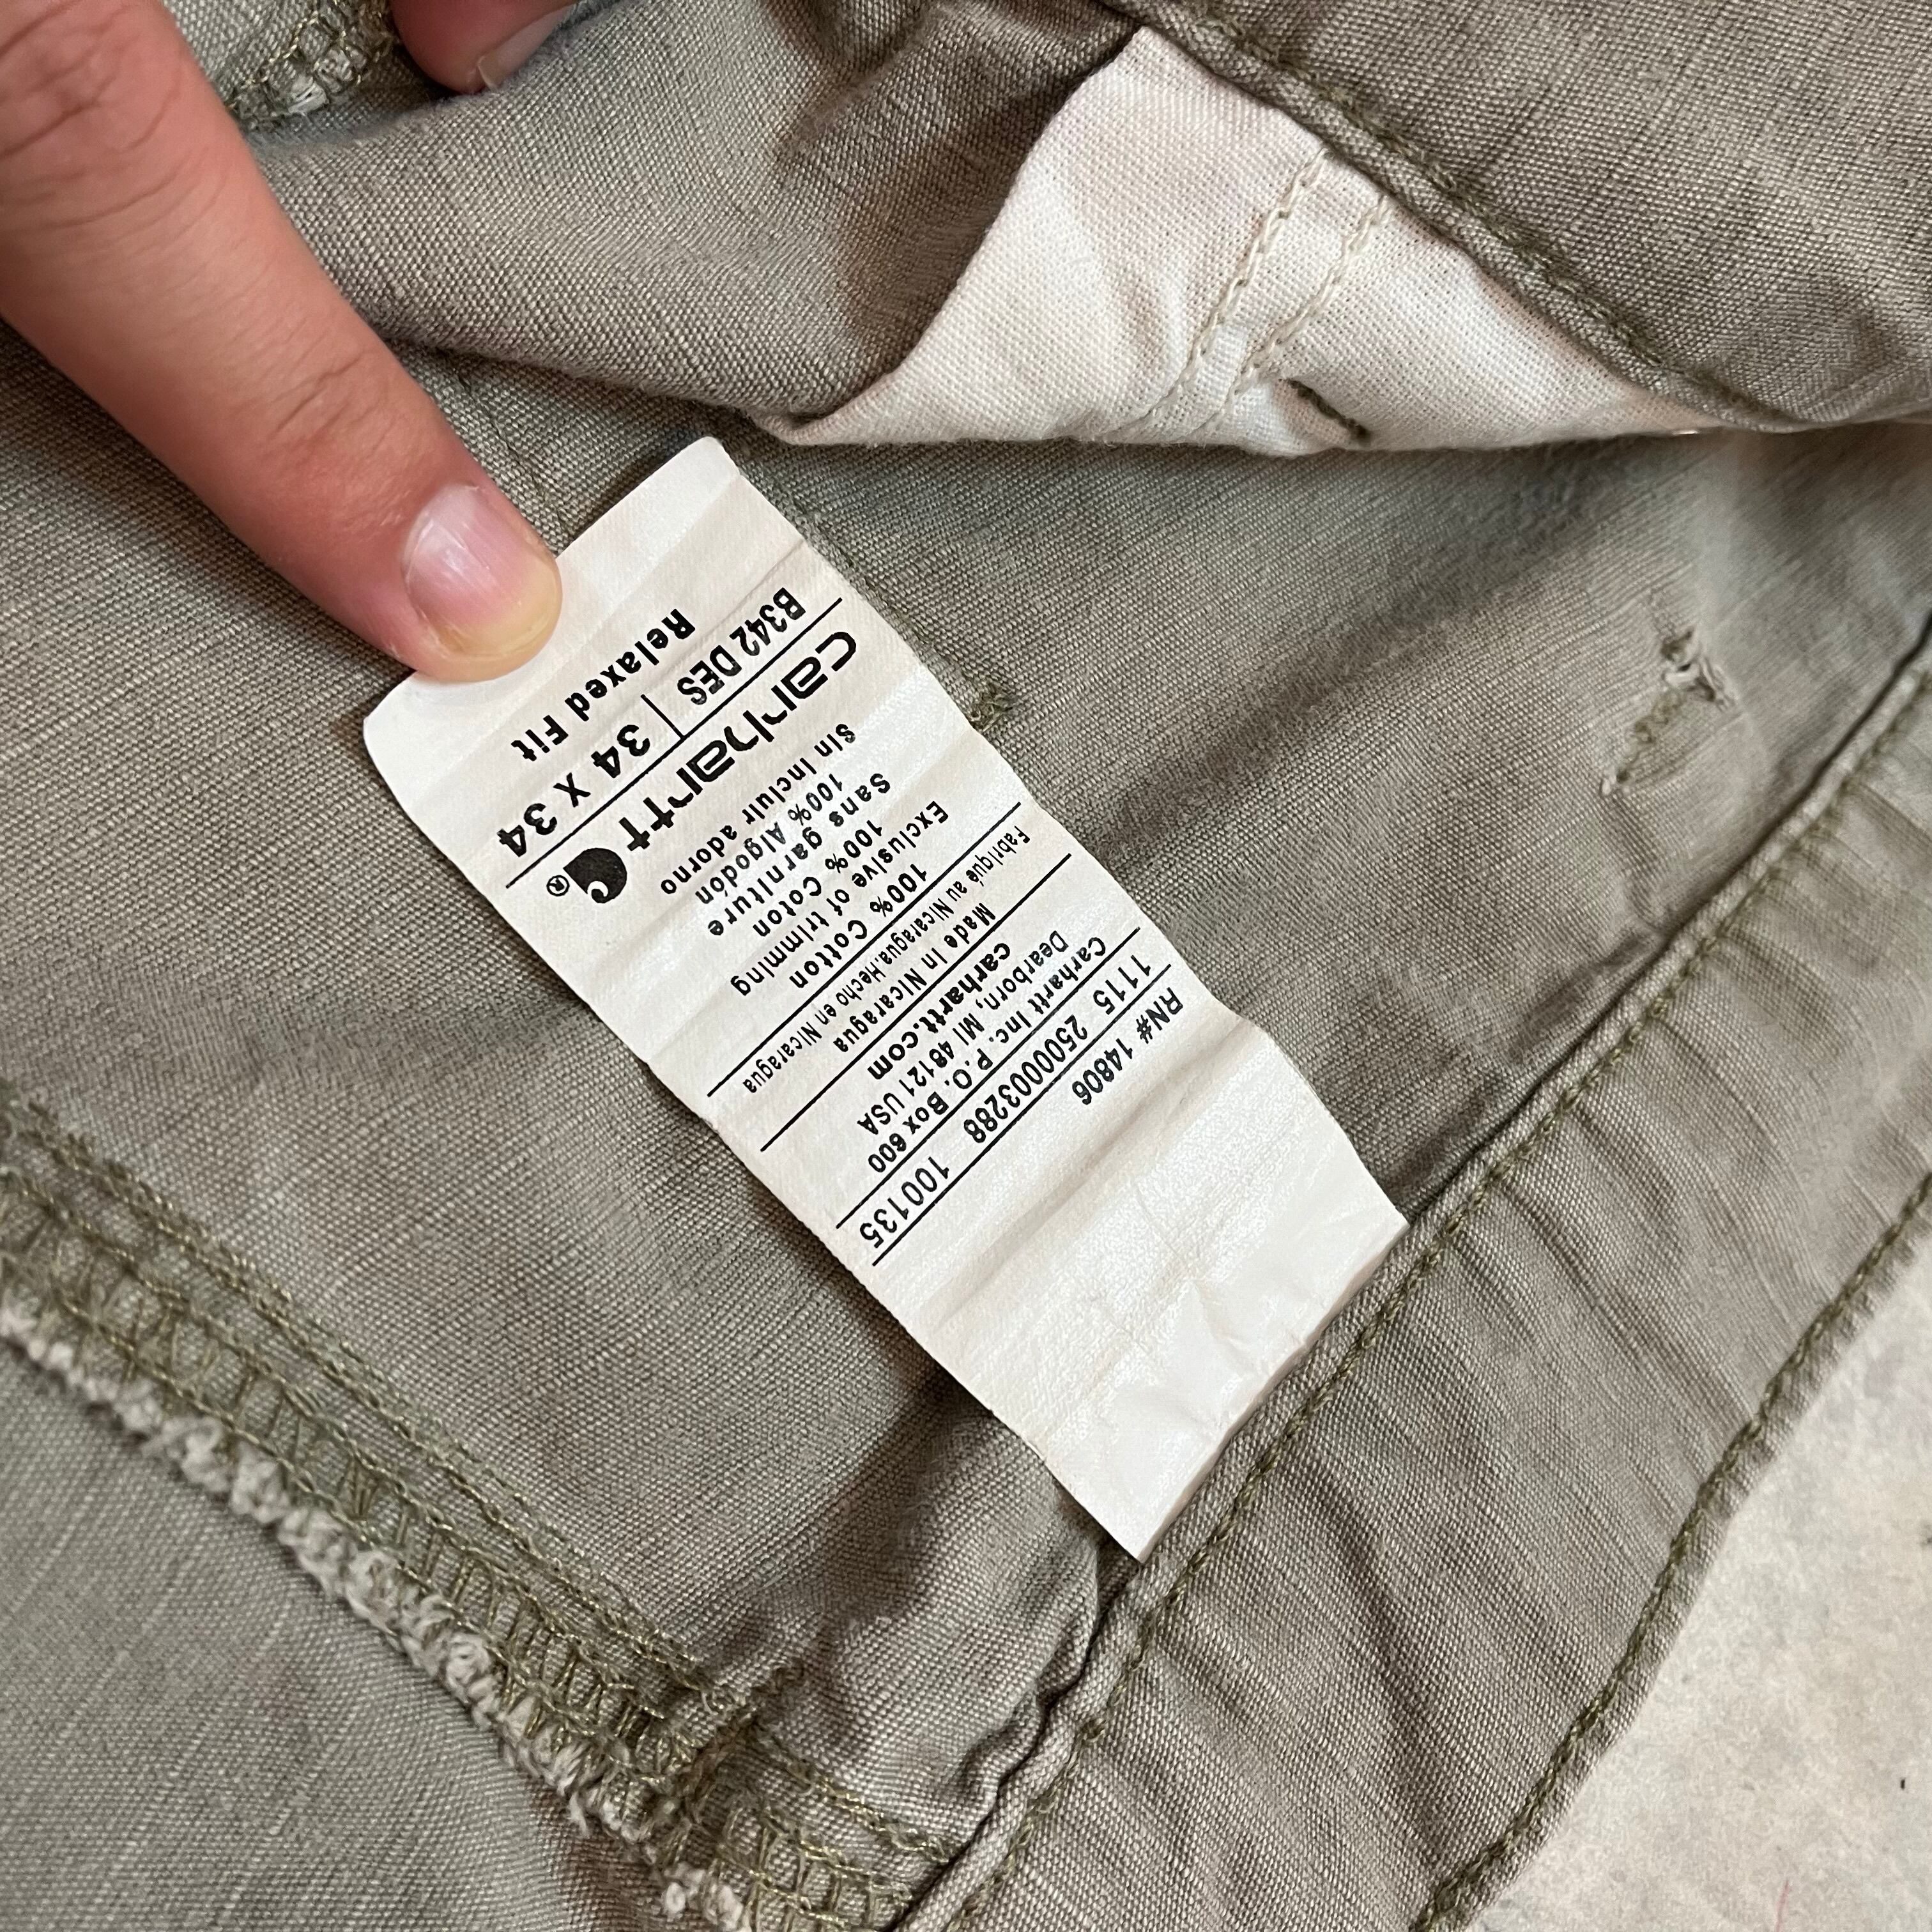 Relaxed Fit
B342 DES 34 x 34
carhartt ®
Sin incluir adorno
100% Algodón
Sans garniture
100% Coton
Exclusive of trimming
100% Cotton
Fabriqué au Nicaragua.Hecho en Nicaragua
Made in Nicaragua
carhartt.com
Dearborn, MI 48121 USA
Carhartt Inc. P.O. Box 600
1115 2500003288 100135
RN# 14806